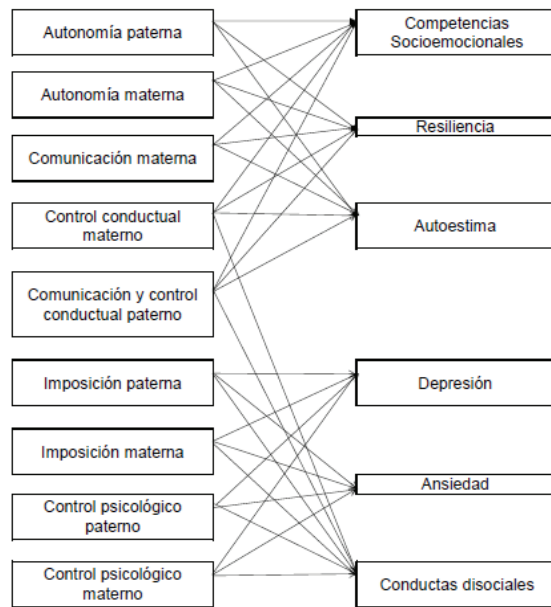 Autonomía paterna
Autonomía materna
Comunicación materna
Control conductual
materno
Comunicación y control
conductual paterno
Imposición paterna
Imposición materna
Control psicológico
paterno
Control psicológico
materno
Competencias
Socioemocionales
Resiliencia
Autoestima
Depresión
Ansiedad
Conductas disociales